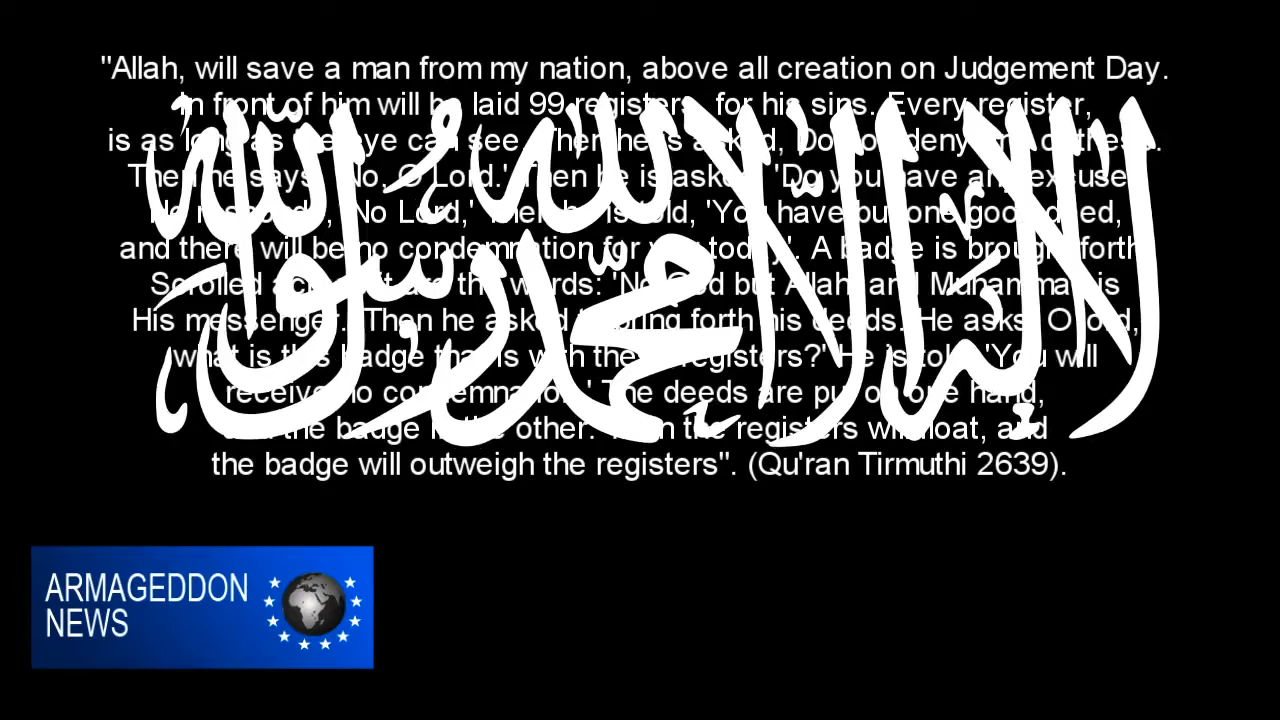 "Allah, will save a man from my nation, above all creation on Judgement Day.
In front of him will be laid 99 registers, for his sins. Every register,
is as long as the eye can see. Then he is asked, 'Do you deny any of these'.
Then he says, 'No, O Lord.' Then he is asked, 'Do you have any excuse
He responds, 'No Lord,' Then he is told, 'You have but one good deed,
and there will be no condemnation for you today'. A badge is brought forth
Scrolled across it are the words: 'No God but Allah, and Muhammad is
His messenger.' Then he asked to bring forth his deeds. He asks, O lord,
'what is this badge that is with these registers?' He is told, 'You will
receive no condemnation.' The deeds are put on one hand,
and the badge in the other. Then the registers will float, and
the badge will outweigh the registers". (Qu'ran Tirmuthi 2639).
لا إله إلا الله محمد رسول الله
ARMAGEDDON
NEWS